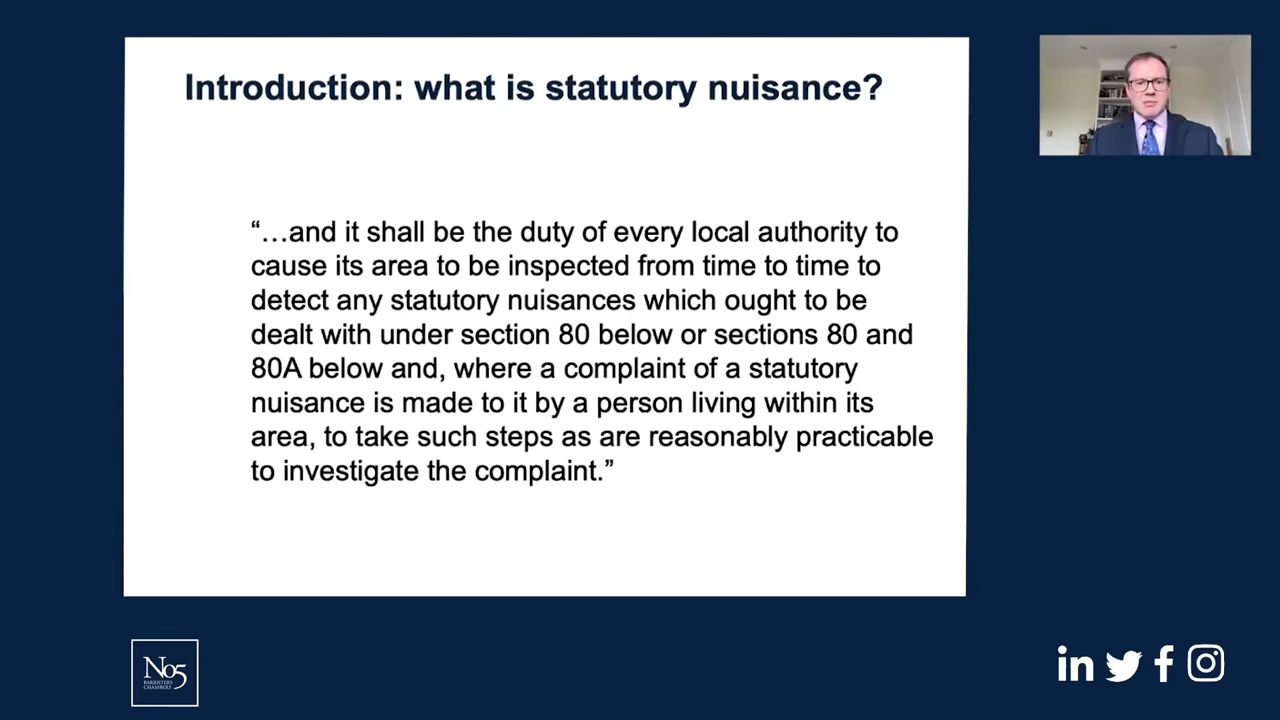 Introduction: what is statutory nuisance?
“…and it shall be the duty of every local authority to
cause its area to be inspected from time to time to
detect any statutory nuisances which ought to be
dealt with under section 80 below or sections 80 and
80A below and, where a complaint of a statutory
nuisance is made to it by a person living within its
area, to take such steps as are reasonably practicable
to investigate the complaint.”
No5
BARRISTERS
CHAMBERS
in
f